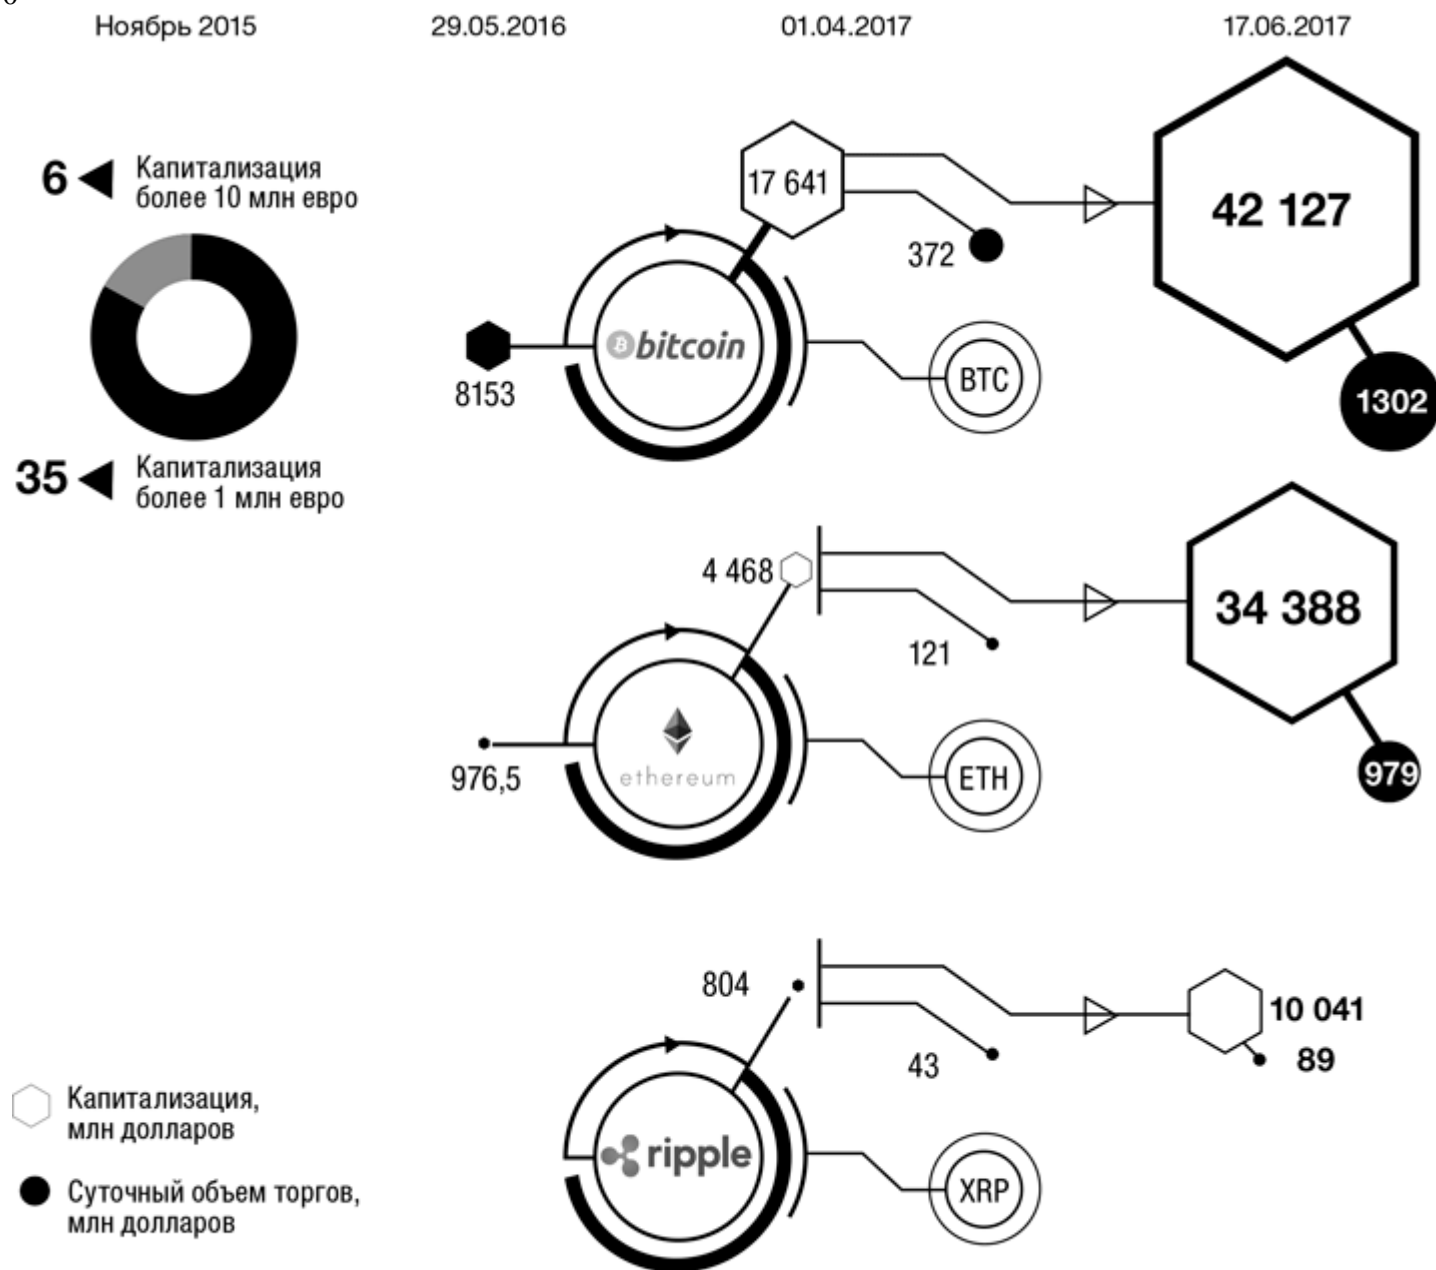 Ноябрь 2015
29.05.2016
01.04.2017
17.06.2017
6
Капитализация
более 10 млн евро
35
Капитализация
более 1 млн евро
17 641
42 127
372
bitcoin
8153
BTC
1302
4 468
34 388
121
ethereum
976,5
ETH
979
804
10 041
43
89
ripple
XRP
Капитализация,
млн долларов
Суточный объем торгов,
млн долларов